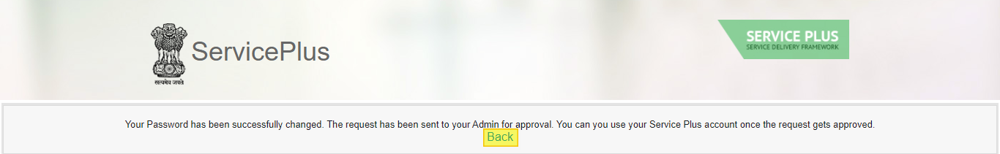 ServicePlus
सत्यमेव जयते
SERVICE PLUS
SERVICE DELIVERY FRAMEWORK
Your Password has been successfully changed. The request has been sent to your Admin for approval. You can you use your Service Plus account once the request gets approved.
Back